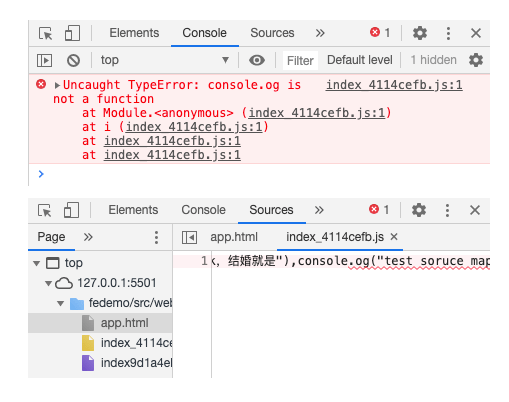 Elements Console Sources » 1
top Filter Default level 1 hidden
Uncaught TypeError: console.og is index_4114cefb.js:1
not a function
at Module.<anonymous> (index_4114cefb.js:1)
at i (index_4114cefb.js:1)
at index_4114cefb.js:1
at index_4114cefb.js:1
›
Elements Console Sources » 1
Page » app.html index_4114cefb.js ×
top
1 k，结婚就是"),console.og("test soruce map
127.0.0.1:5501
fedemo/src/web
app.html
index_4114ce
index9d1a4el